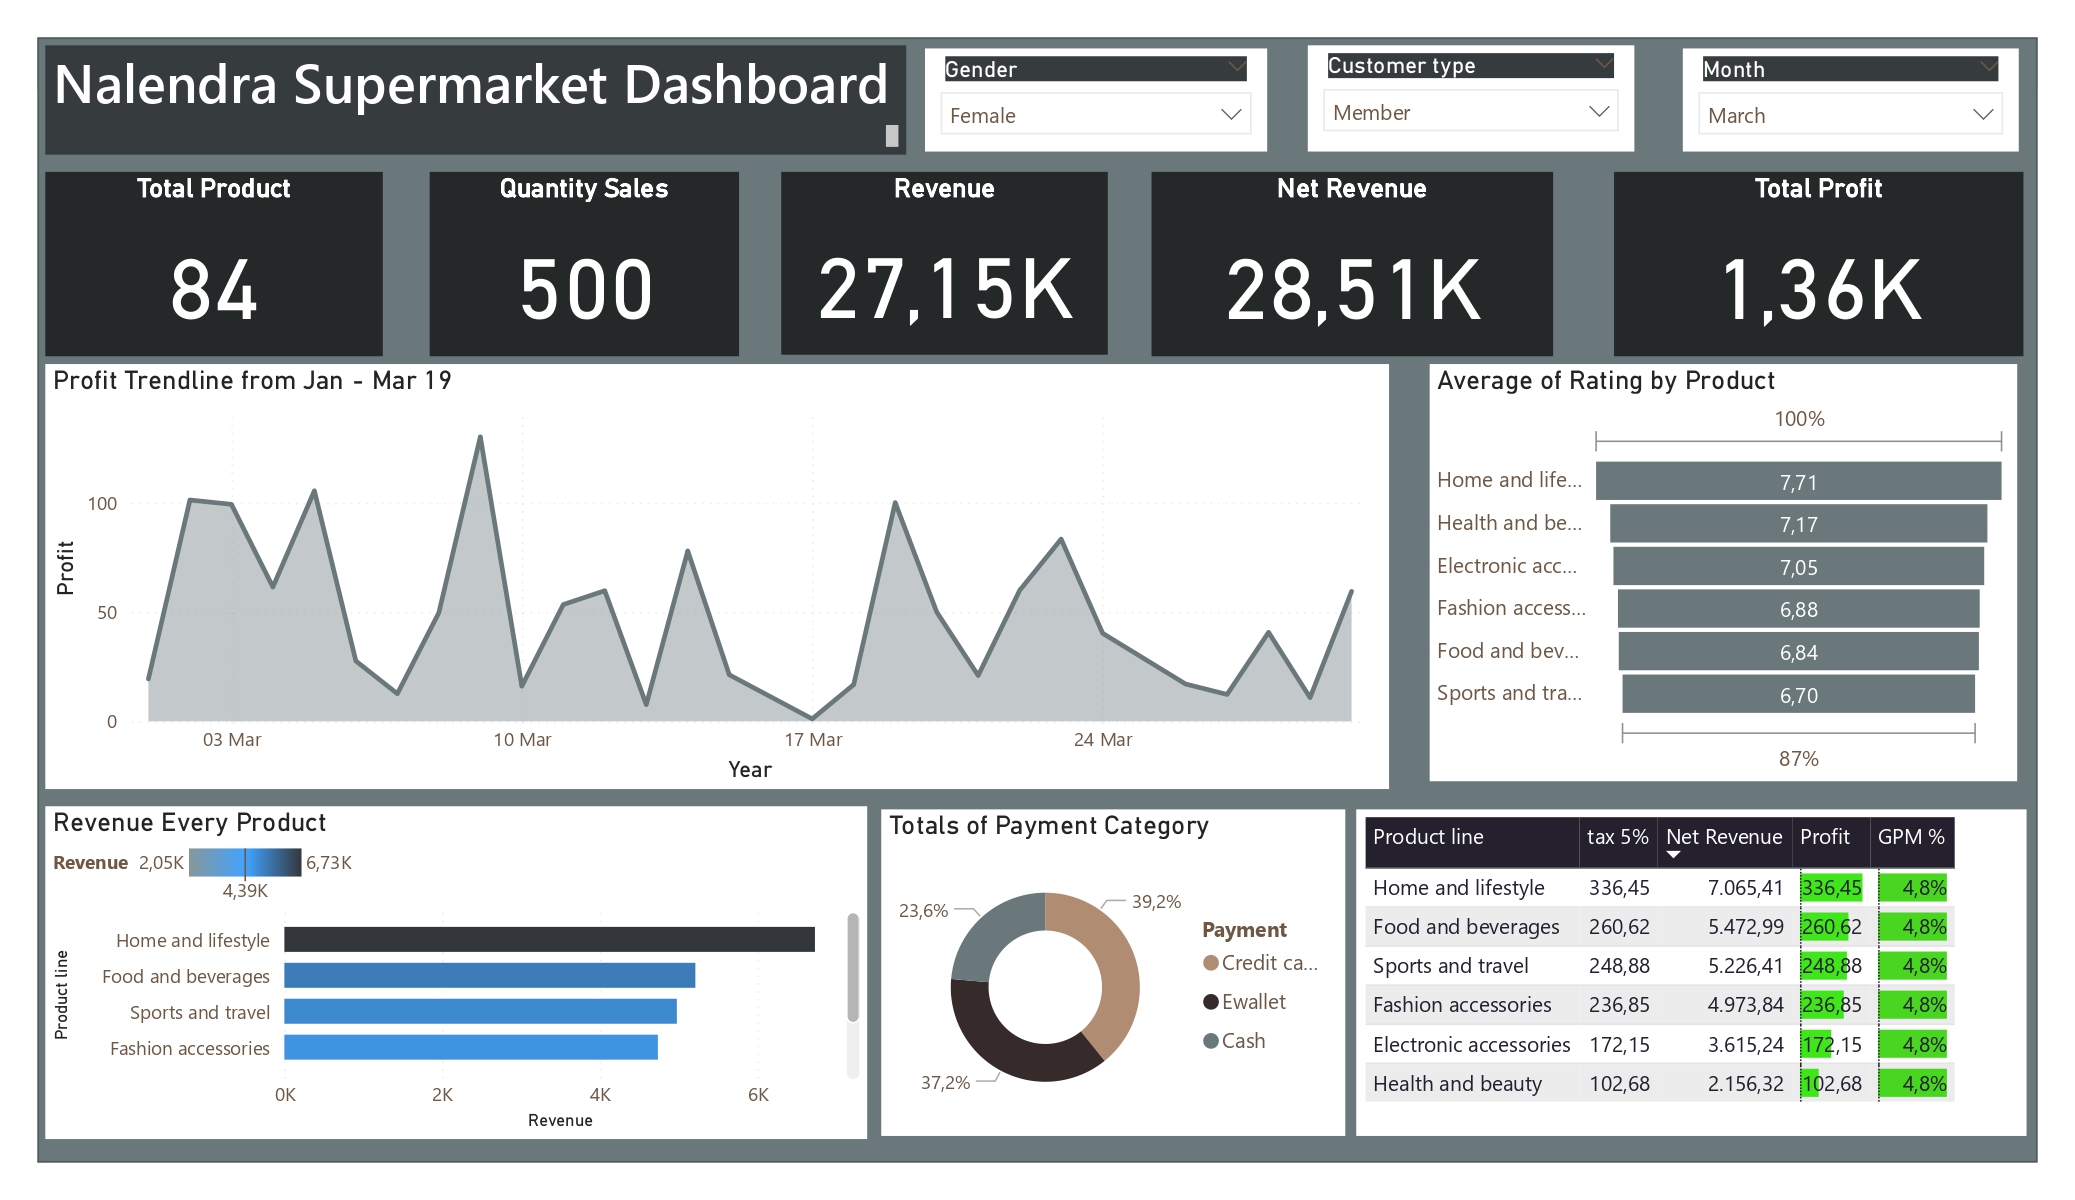 Nalendra Supermarket Dashboard
Gender
Female
Customer type
Member
Month
March
Total Product
84
Quantity Sales
500
Revenue
27,15K
Net Revenue
28,51K
Total Profit
1,36K
Profit Trendline from Jan - Mar 19
Profit
100
50
0
03 Mar
10 Mar
17 Mar
24 Mar
Year
Average of Rating by Product
100%
Home and life... 7,71
Health and be... 7,17
Electronic acc... 7,05
Fashion access... 6,88
Food and bev... 6,84
Sports and tra... 6,70
87%
Revenue Every Product
Revenue 2,05K 6,73K
4,39K
Product line
Home and lifestyle
Food and beverages
Sports and travel
Fashion accessories
0K 2K 4K 6K
Revenue
Totals of Payment Category
23,6%
39,2%
37,2%
Payment
Credit ca...
Ewallet
Cash
Product line tax 5% Net Revenue Profit GPM %
Home and lifestyle 336,45 7.065,41 336,45 4,8%
Food and beverages 260,62 5.472,99 260,62 4,8%
Sports and travel 248,88 5.226,41 248,88 4,8%
Fashion accessories 236,85 4.973,84 236,85 4,8%
Electronic accessories 172,15 3.615,24 172,15 4,8%
Health and beauty 102,68 2.156,32 102,68 4,8%